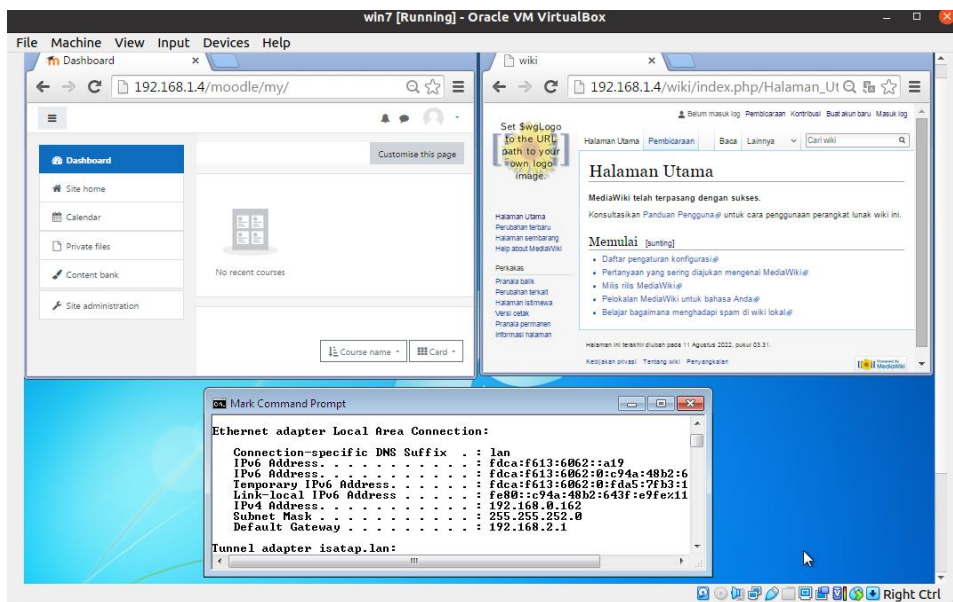 win7 [Running] - Oracle VM VirtualBox
File Machine View Input Devices Help
Dashboard
192.168.1.4/moodle/my/
Customise this page
Dashboard
Site home
Calendar
Private files
Content bank
Site administration
No recent courses
Course name
Card
wiki
192.168.1.4/wiki/index.php/Halaman_Ut
Belum masuk log Pembicaraan Kontribusi Buat akun baru Masuk log
Set $wgLogo
to the URL
path to your
own logo
image.
Halaman Utama Pembicaraan Baca Lainnya Cari wiki
Halaman Utama
MediaWiki telah terpasang dengan sukses.
Konsultasikan Panduan Pengguna untuk cara penggunaan perangkat lunak wiki ini.
Memulai [sunting]
Daftar pengaturan konfigurasi
Pertanyaan yang sering diajukan mengenai MediaWiki
Milis rilis MediaWiki
Pelokalan MediaWiki untuk bahasa Anda
Belajar bagaimana menghadapi spam di wiki lokal
Halaman Utama
Perubahan terbaru
Halaman sembarang
Help about MediaWiki
Perkakas
Pranala balik
Perubahan terkait
Halaman istimewa
Versi cetak
Pranala permanen
Informasi halaman
Halaman ini terakhir diubah pada 11 Agustus 2022, pukul 03.31.
Kebijakan privasi Tentang wiki Penyangkalan
Powered By
MediaWiki
Mark Command Prompt
Ethernet adapter Local Area Connection:
Connection-specific DNS Suffix . : lan
IPv6 Address. . . . . . . . . . . : fdca:f613:6062::a19
IPv6 Address. . . . . . . . . . . : fdca:f613:6062:0:c94a:48b2:6
Temporary IPv6 Address. . . . . . : fdca:f613:6062:0:fda5:7fb3:1
Link-local IPv6 Address . . . . . : fe80::c94a:48b2:643f:e9fe%11
IPv4 Address. . . . . . . . . . . : 192.168.0.162
Subnet Mask . . . . . . . . . . . : 255.255.252.0
Default Gateway . . . . . . . . . : 192.168.2.1
Tunnel adapter isatap.lan:
Right Ctrl